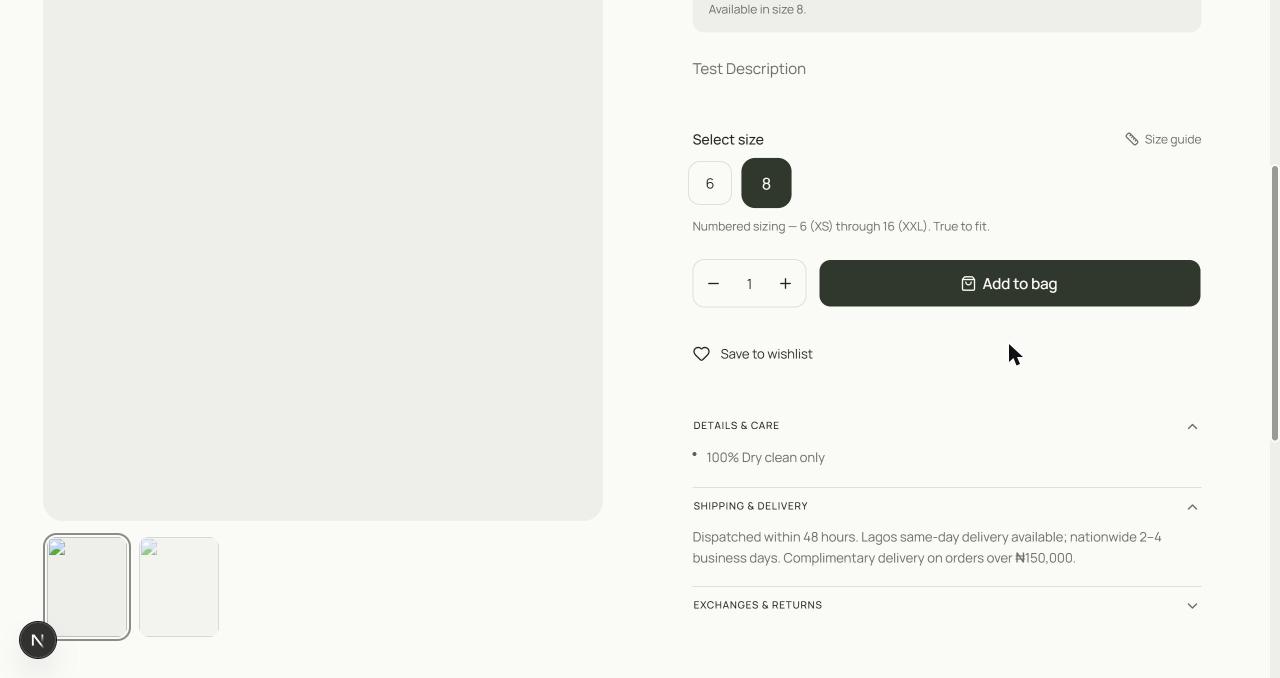 Available in size 8.
Test Description
Select size
Size guide
6
8
Numbered sizing — 6 (XS) through 16 (XXL). True to fit.
1
Add to bag
Save to wishlist
DETAILS & CARE
• 100% Dry clean only
SHIPPING & DELIVERY
Dispatched within 48 hours. Lagos same-day delivery available; nationwide 2–4
business days. Complimentary delivery on orders over ₦150,000.
EXCHANGES & RETURNS
N